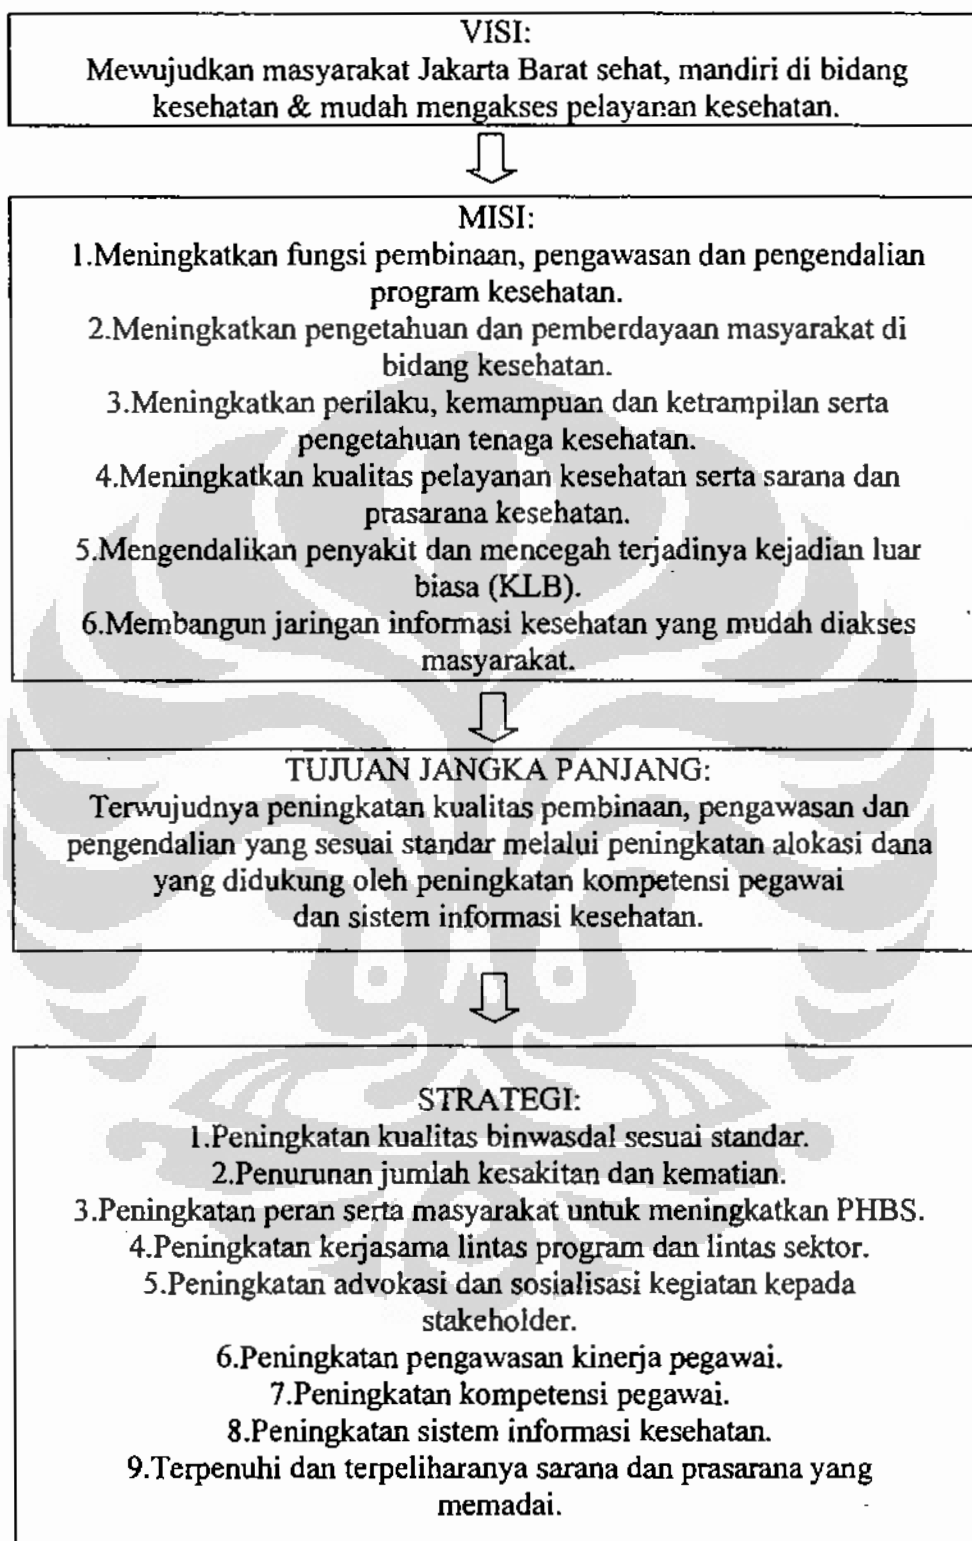 VISI:
Mewujudkan masyarakat Jakarta Barat sehat, mandiri di bidang
kesehatan & mudah mengakses pelayanan kesehatan.
MISI:
1.Meningkatkan fungsi pembinaan, pengawasan dan pengendalian
program kesehatan.
2.Meningkatkan pengetahuan dan pemberdayaan masyarakat di
bidang kesehatan.
3.Meningkatkan perilaku, kemampuan dan ketrampilan serta
pengetahuan tenaga kesehatan.
4.Meningkatkan kualitas pelayanan kesehatan serta sarana dan
prasarana kesehatan.
5.Mengendalikan penyakit dan mencegah terjadinya kejadian luar
biasa (KLB).
6.Membangun jaringan informasi kesehatan yang mudah diakses
masyarakat.
TUJUAN JANGKA PANJANG:
Terwujudnya peningkatan kualitas pembinaan, pengawasan dan
pengendalian yang sesuai standar melalui peningkatan alokasi dana
yang didukung oleh peningkatan kompetensi pegawai
dan sistem informasi kesehatan.
STRATEGI:
1.Peningkatan kualitas binwasdal sesuai standar.
2.Penurunan jumlah kesakitan dan kematian.
3.Peningkatan peran serta masyarakat untuk meningkatkan PHBS.
4.Peningkatan kerjasama lintas program dan lintas sektor.
5.Peningkatan advokasi dan sosialisasi kegiatan kepada
stakeholder.
6.Peningkatan pengawasan kinerja pegawai.
7.Peningkatan kompetensi pegawai.
8.Peningkatan sistem informasi kesehatan.
9.Terpenuhi dan terpeliharanya sarana dan prasarana yang
memadai.